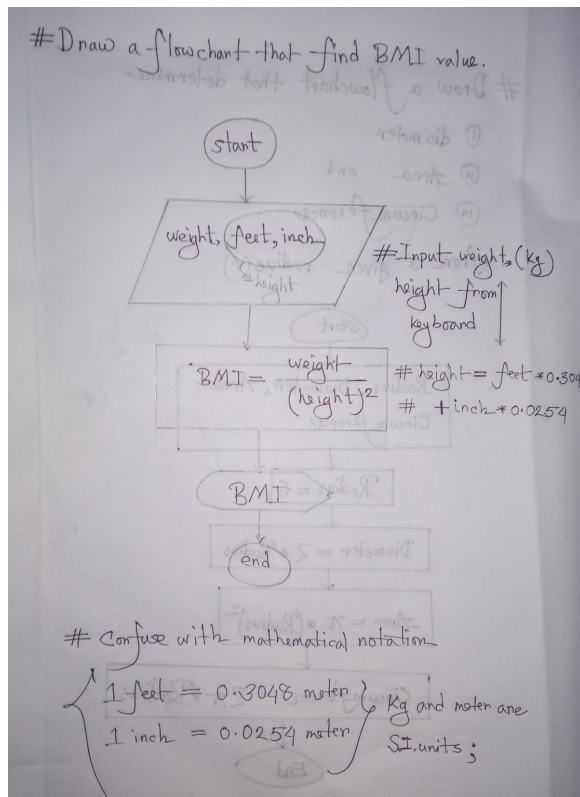 # Draw a flowchart that find BMI value.
start
weight, feet, inch
height
# Input weight, (kg)
height from
keyboard
BMI = weight / (height)2
# height = feet * 0.304
# + inch * 0.0254
BMI
end
# Confuse with mathematical notation
1 feet = 0.3048 meter
1 inch = 0.0254 meter
Kg and meter are
SI. units ;